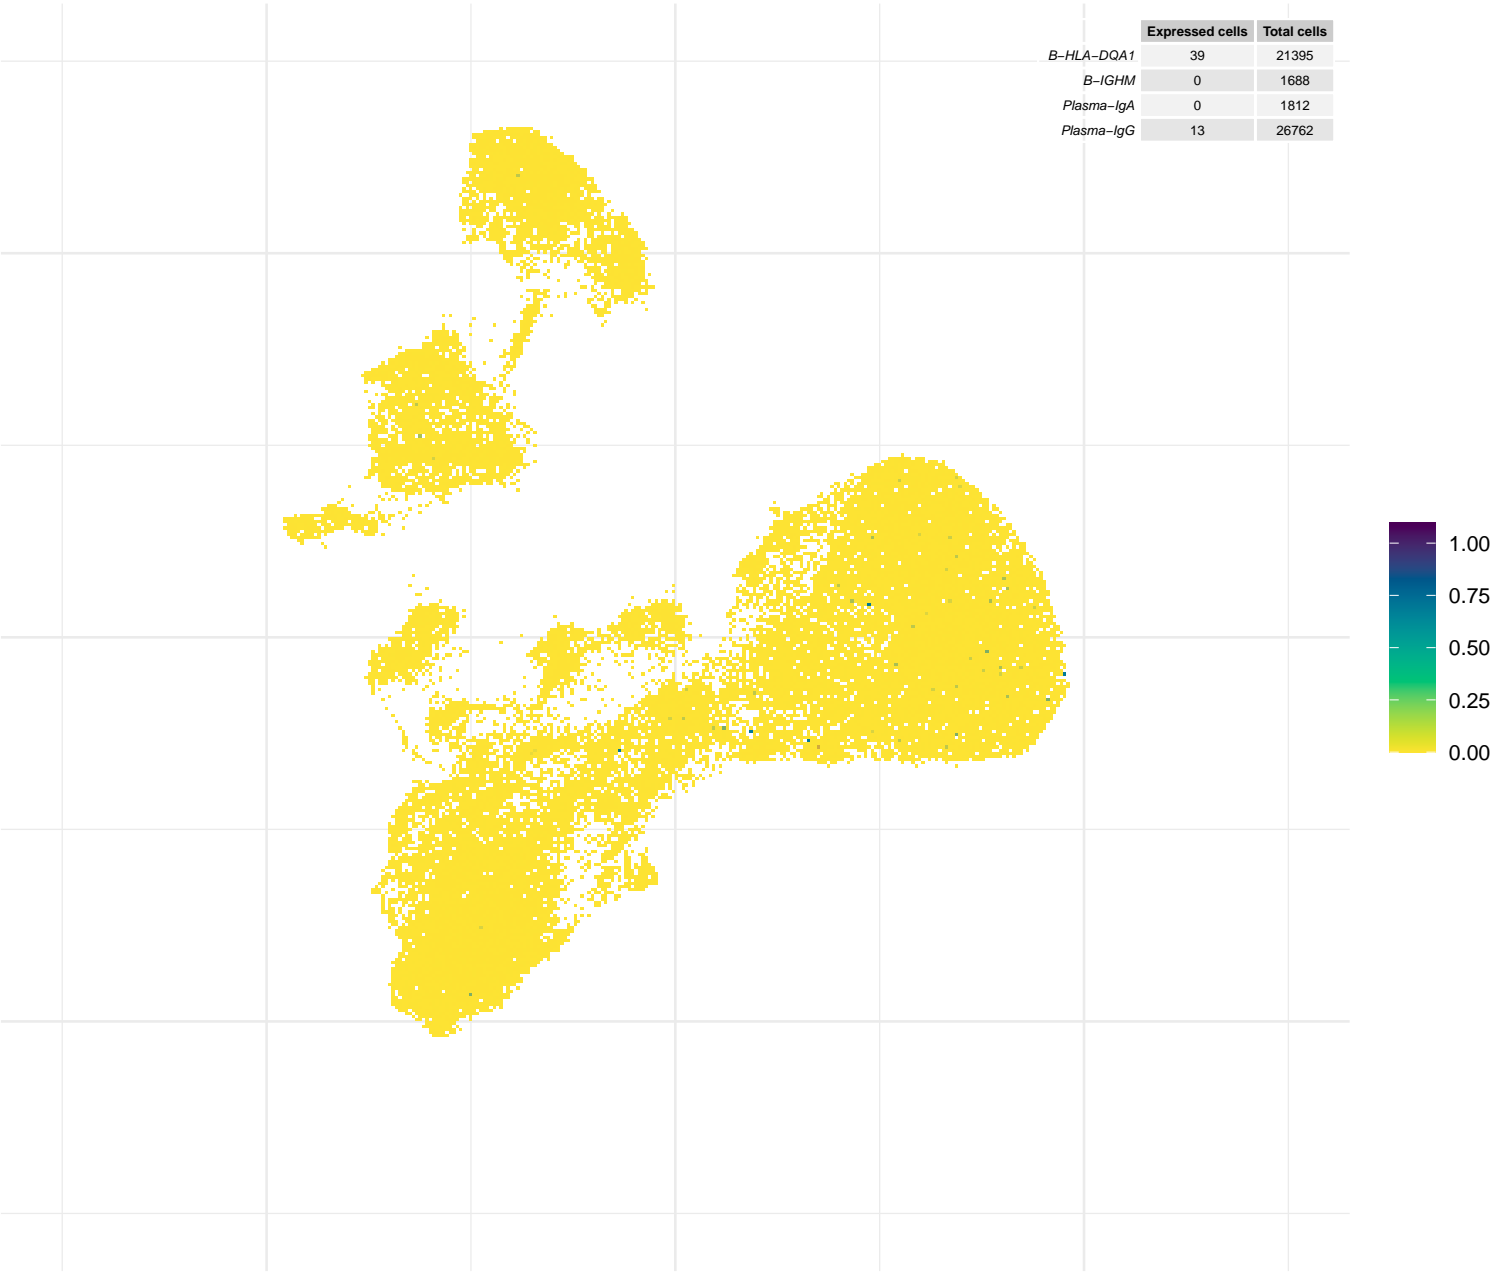 Expressed cells Total cells
B−HLA−DQA1 39 21395
B−IGHM 0 1688
Plasma−IgA 0 1812
Plasma−IgG 13 26762
1.00
0.75
0.50
0.25
0.00